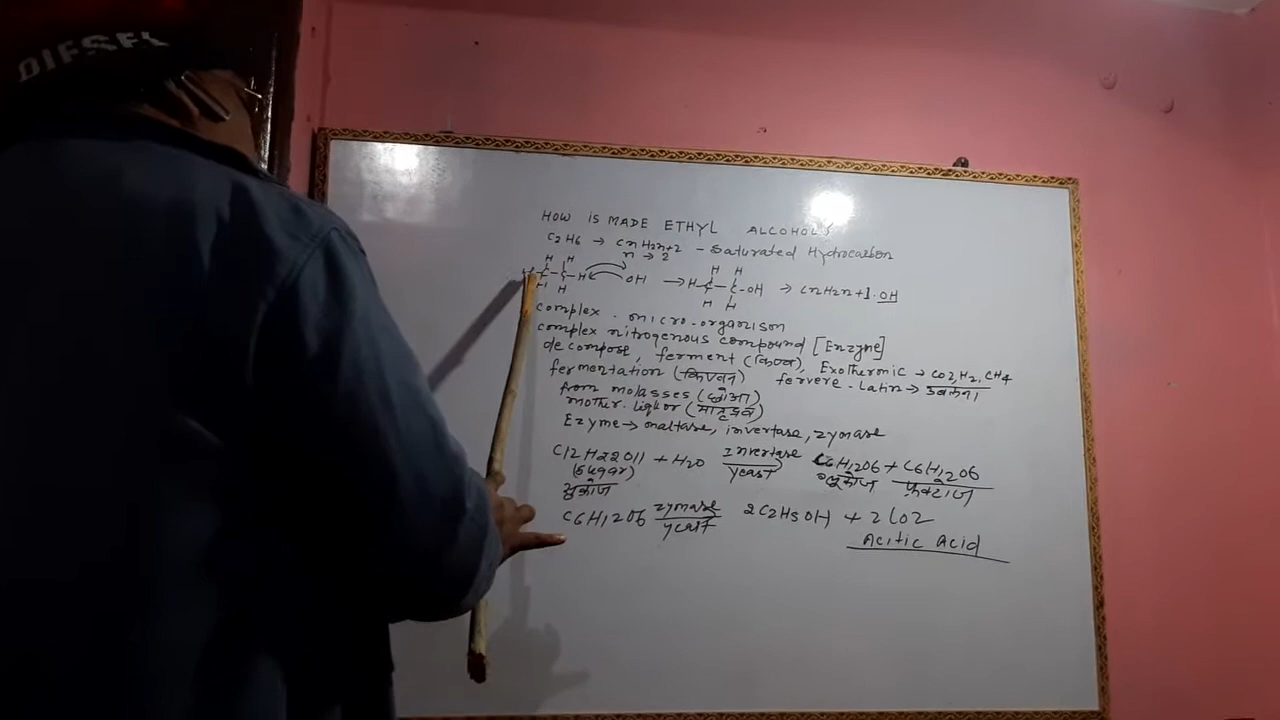 DIESEL
HOW IS MADE ETHYL ALCOHOL'S
C2H6 → CnH2n+2 - Saturated Hydrocarbon
n → 2
H H H H
H-C-C-H OH → H-C-C-OH → CnH2n+1.OH
H H H H
complex . micro-organison
complex nitrogenous compound [Enzyme]
decompose, ferment (किण्व), Exothermic → CO2, H2, CH4
fermentation (किण्वन) fervere - Latin → उबलना
from molasses (छोआ)
mother-liquor (मातृद्रव)
Ezyme → maltase, invertase, zymase
C12H22O11 + H2O Invertase C6H12O6 + C6H12O6
(sugar) yeast ग्लूकोज फ्रक्टोज
सुक्रोज
C6H12O6 zymase 2C2H5OH + 2CO2
yeast
Acitic Acid